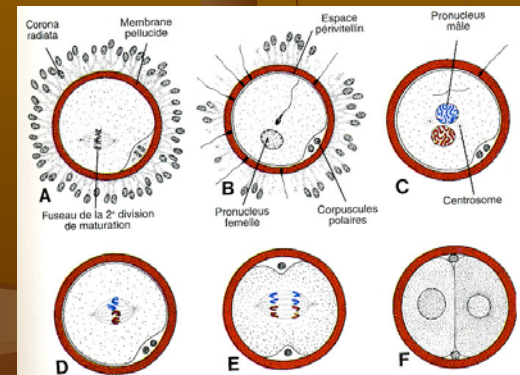 Corona
radiata
Membrane
pellucide
Espace
périvitellin
Pronucleus
mâle
A
B
C
Fuseau de la 2e division
de maturation
Pronucleus
femelle
Corpuscules
polaires
Centrosome
D
E
F